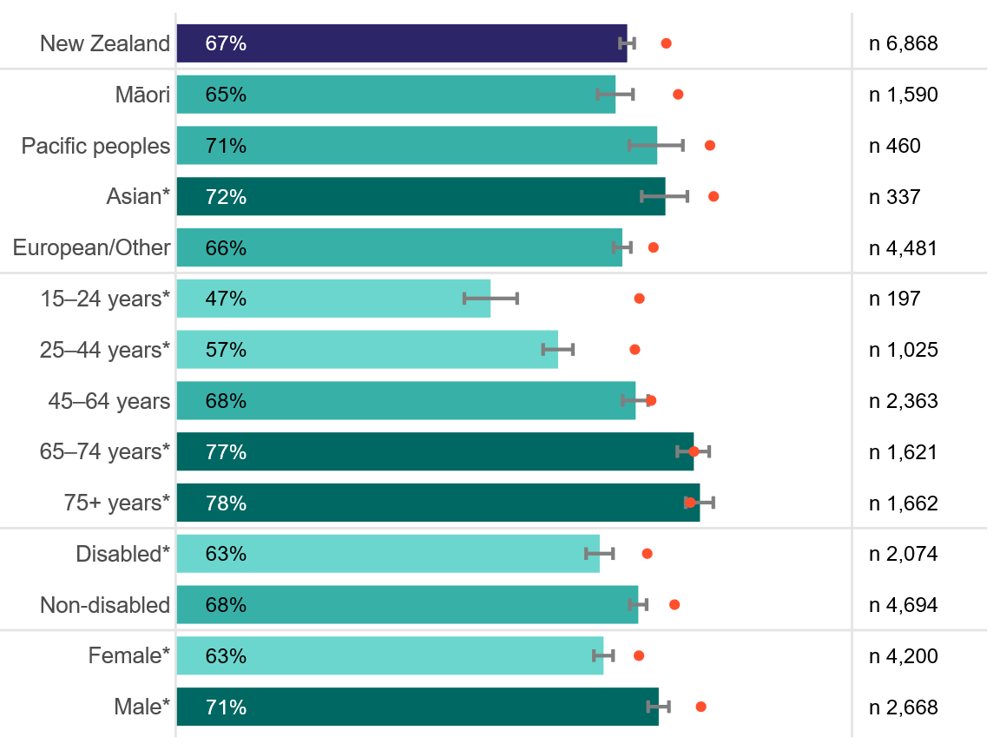 New Zealand 67% n 6,868
Māori 65% n 1,590
Pacific peoples 71% n 460
Asian* 72% n 337
European/Other 66% n 4,481
15–24 years* 47% n 197
25–44 years* 57% n 1,025
45–64 years 68% n 2,363
65–74 years* 77% n 1,621
75+ years* 78% n 1,662
Disabled* 63% n 2,074
Non-disabled 68% n 4,694
Female* 63% n 4,200
Male* 71% n 2,668